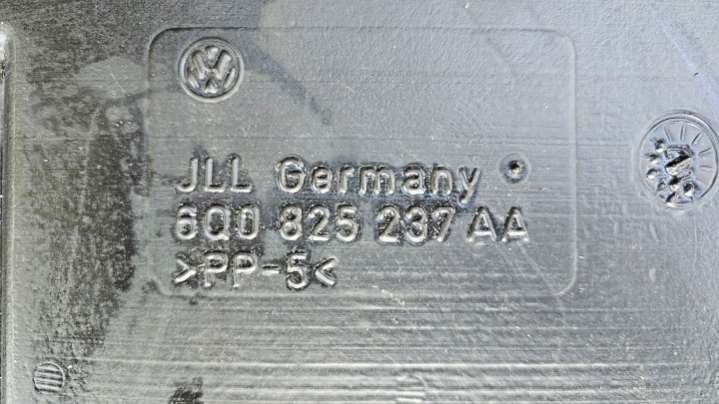 JLL Germany
6Q0 825 237 AA
>PP-5<